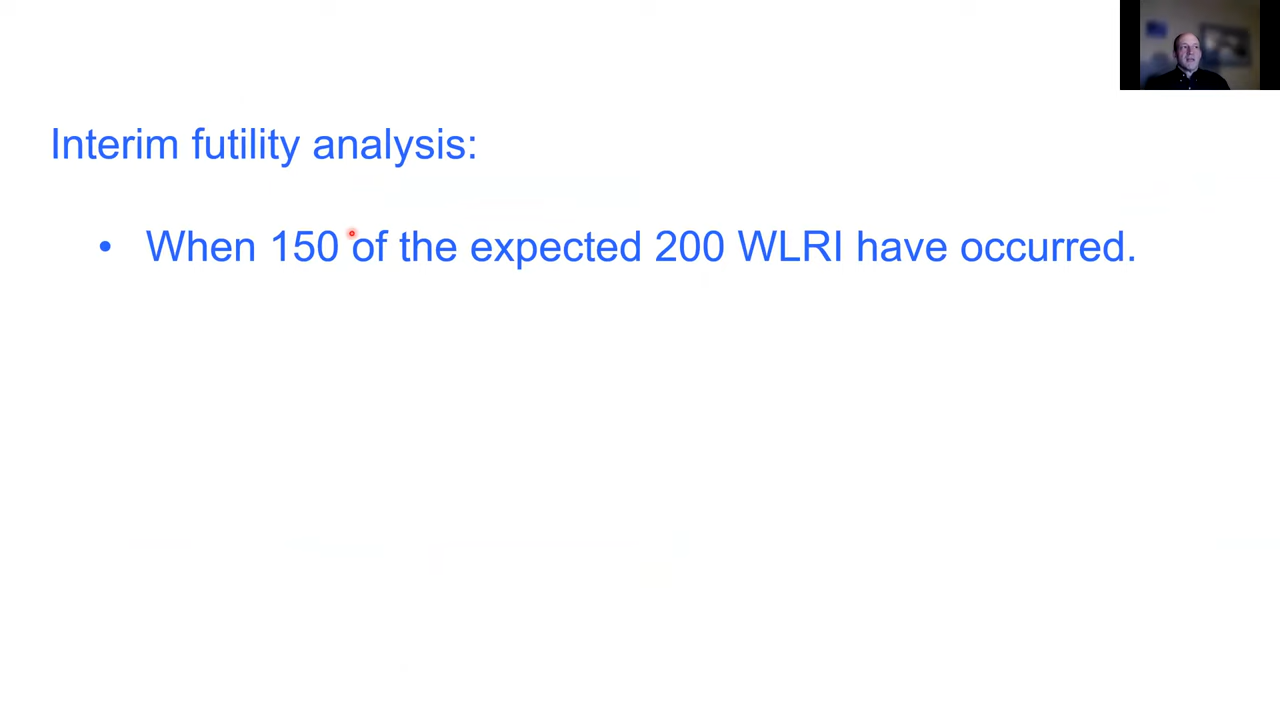 Interim futility analysis:
• When 150 of the expected 200 WLRI have occurred.